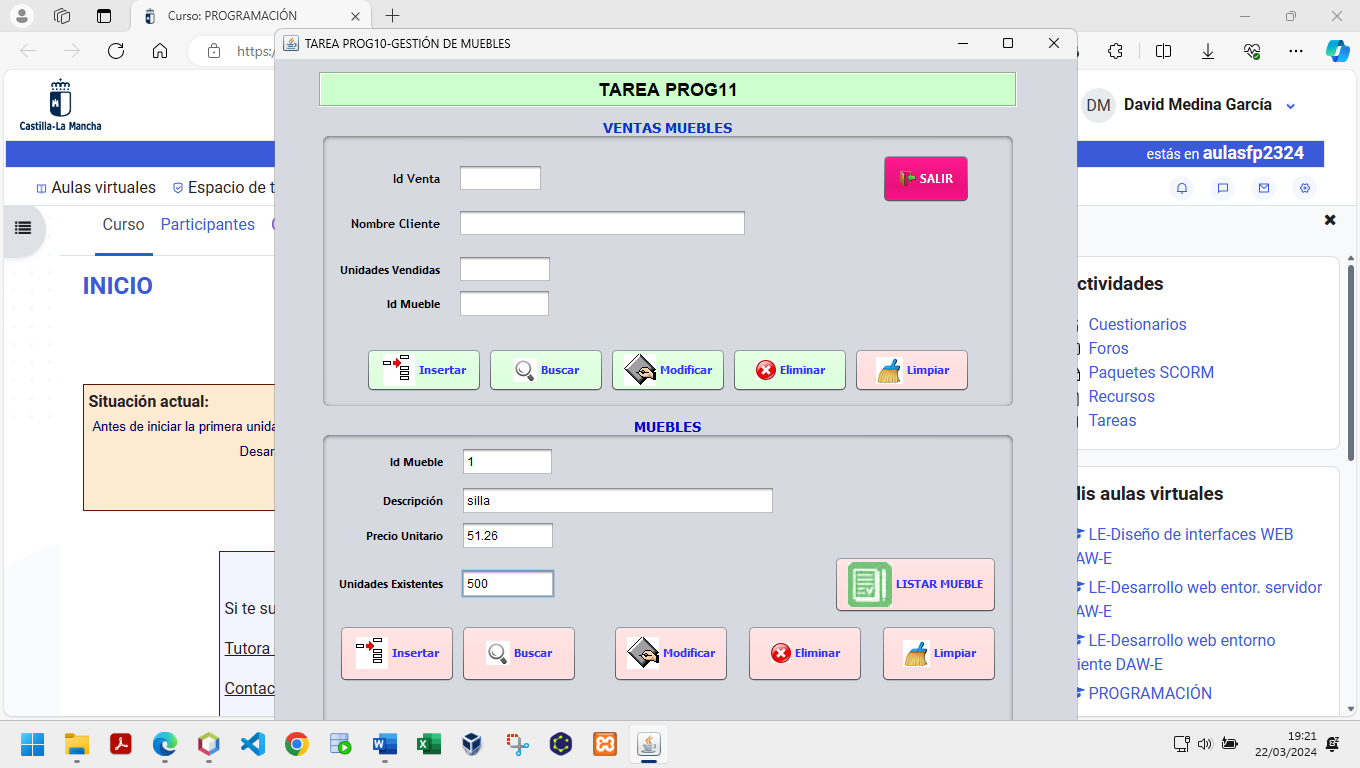 Curso: PROGRAMACIÓN
https:/
TAREA PROG10-GESTIÓN DE MUEBLES
Castilla-La Mancha
DM David Medina García
estás en aulasfp2324
Aulas virtuales Espacio de t
Curso Participantes
INICIO
Situación actual:
Antes de iniciar la primera unida
Desar
Si te su
Tutora
Contac
TAREA PROG11
VENTAS MUEBLES
Id Venta
SALIR
Nombre Cliente
Unidades Vendidas
Id Mueble
Insertar Buscar Modificar Eliminar Limpiar
MUEBLES
Id Mueble 1
Descripción silla
Precio Unitario 51.26
Unidades Existentes 500
LISTAR MUEBLE
Insertar Buscar Modificar Eliminar Limpiar
ctividades
Cuestionarios
Foros
Paquetes SCORM
Recursos
Tareas
lis aulas virtuales
LE-Diseño de interfaces WEB
AW-E
LE-Desarrollo web entor. servidor
AW-E
LE-Desarrollo web entorno
iente DAW-E
PROGRAMACIÓN
19:21
22/03/2024